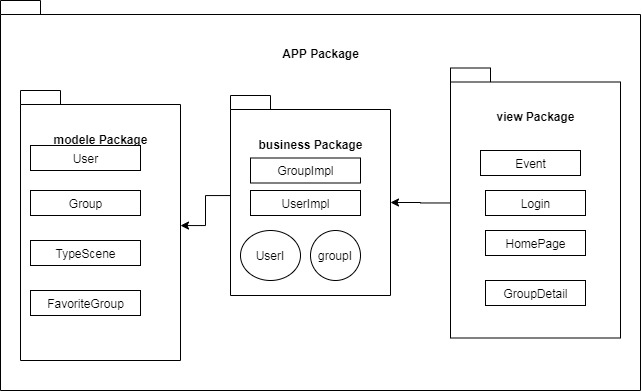 APP Package
modele Package
User
Group
TypeScene
FavoriteGroup
business Package
GroupImpl
UserImpl
UserI
groupI
view Package
Event
Login
HomePage
GroupDetail